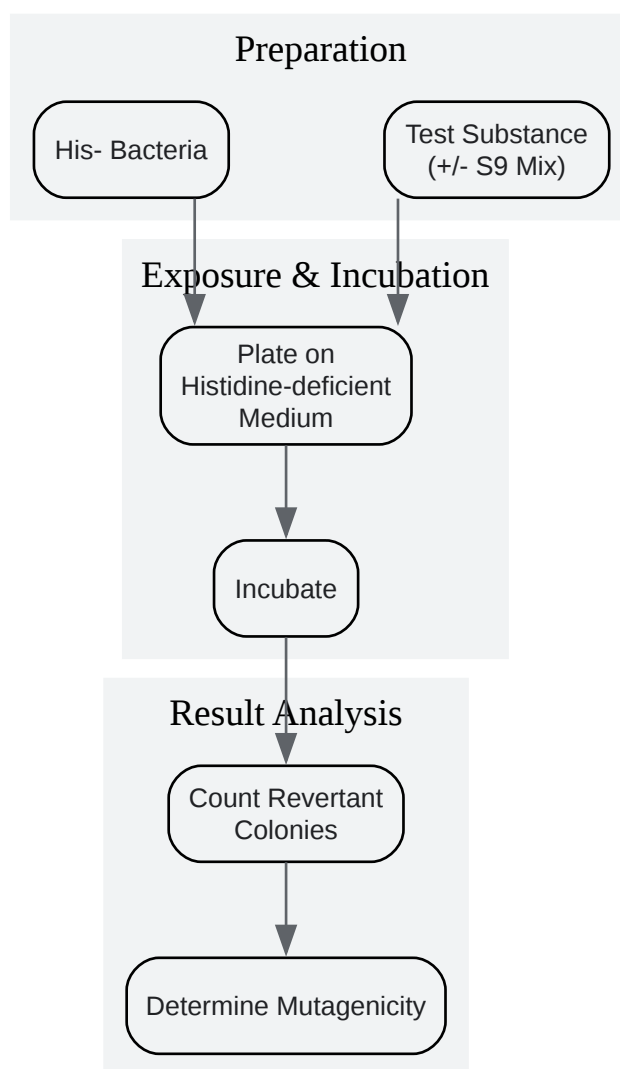 Preparation
His- Bacteria
Test Substance
(+/- S9 Mix)
Exposure & Incubation
Plate on
Histidine-deficient
Medium
Incubate
Result Analysis
Count Revertant
Colonies
Determine Mutagenicity